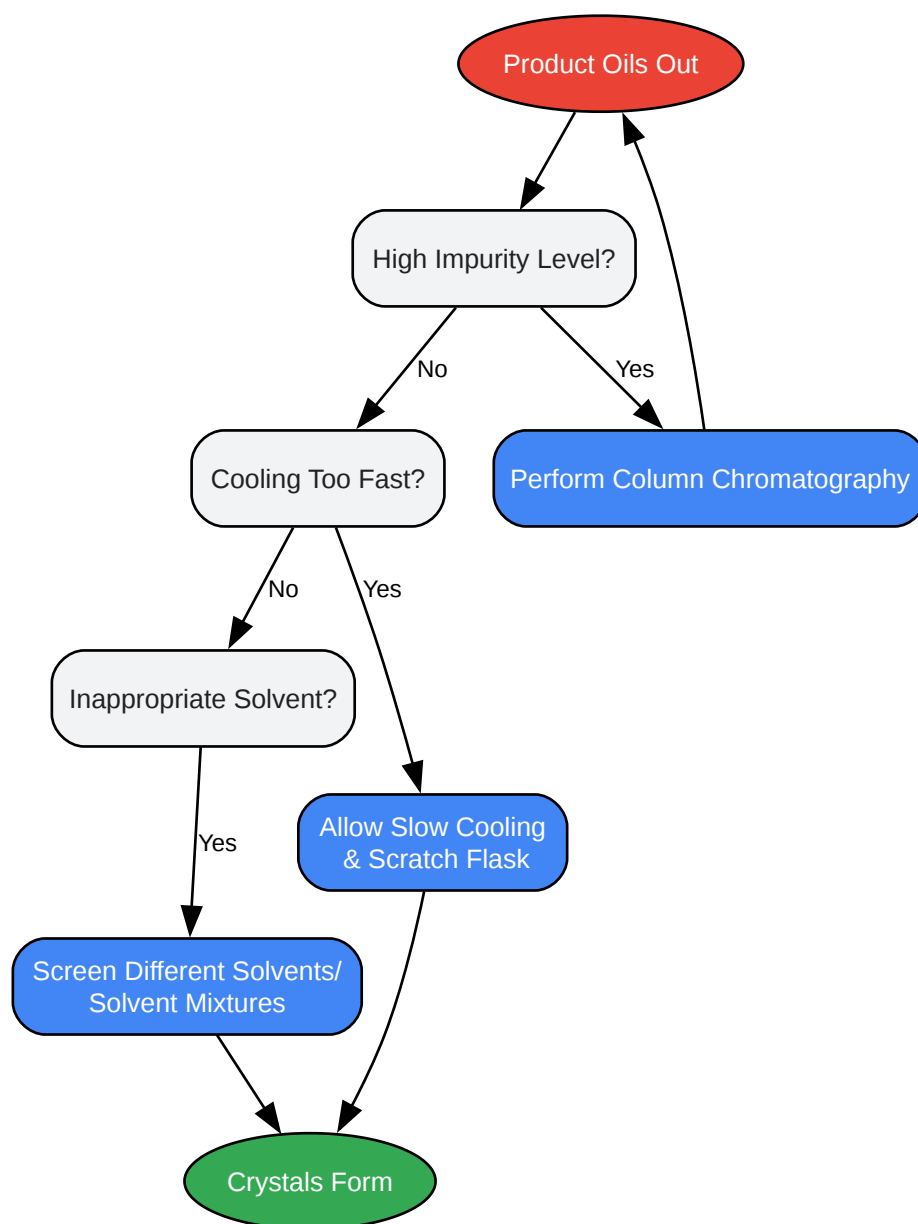 Product Oils Out
High Impurity Level?
No
Yes
Cooling Too Fast?
Perform Column Chromatography
No
Yes
Inappropriate Solvent?
Allow Slow Cooling
& Scratch Flask
Yes
Screen Different Solvents/
Solvent Mixtures
Crystals Form